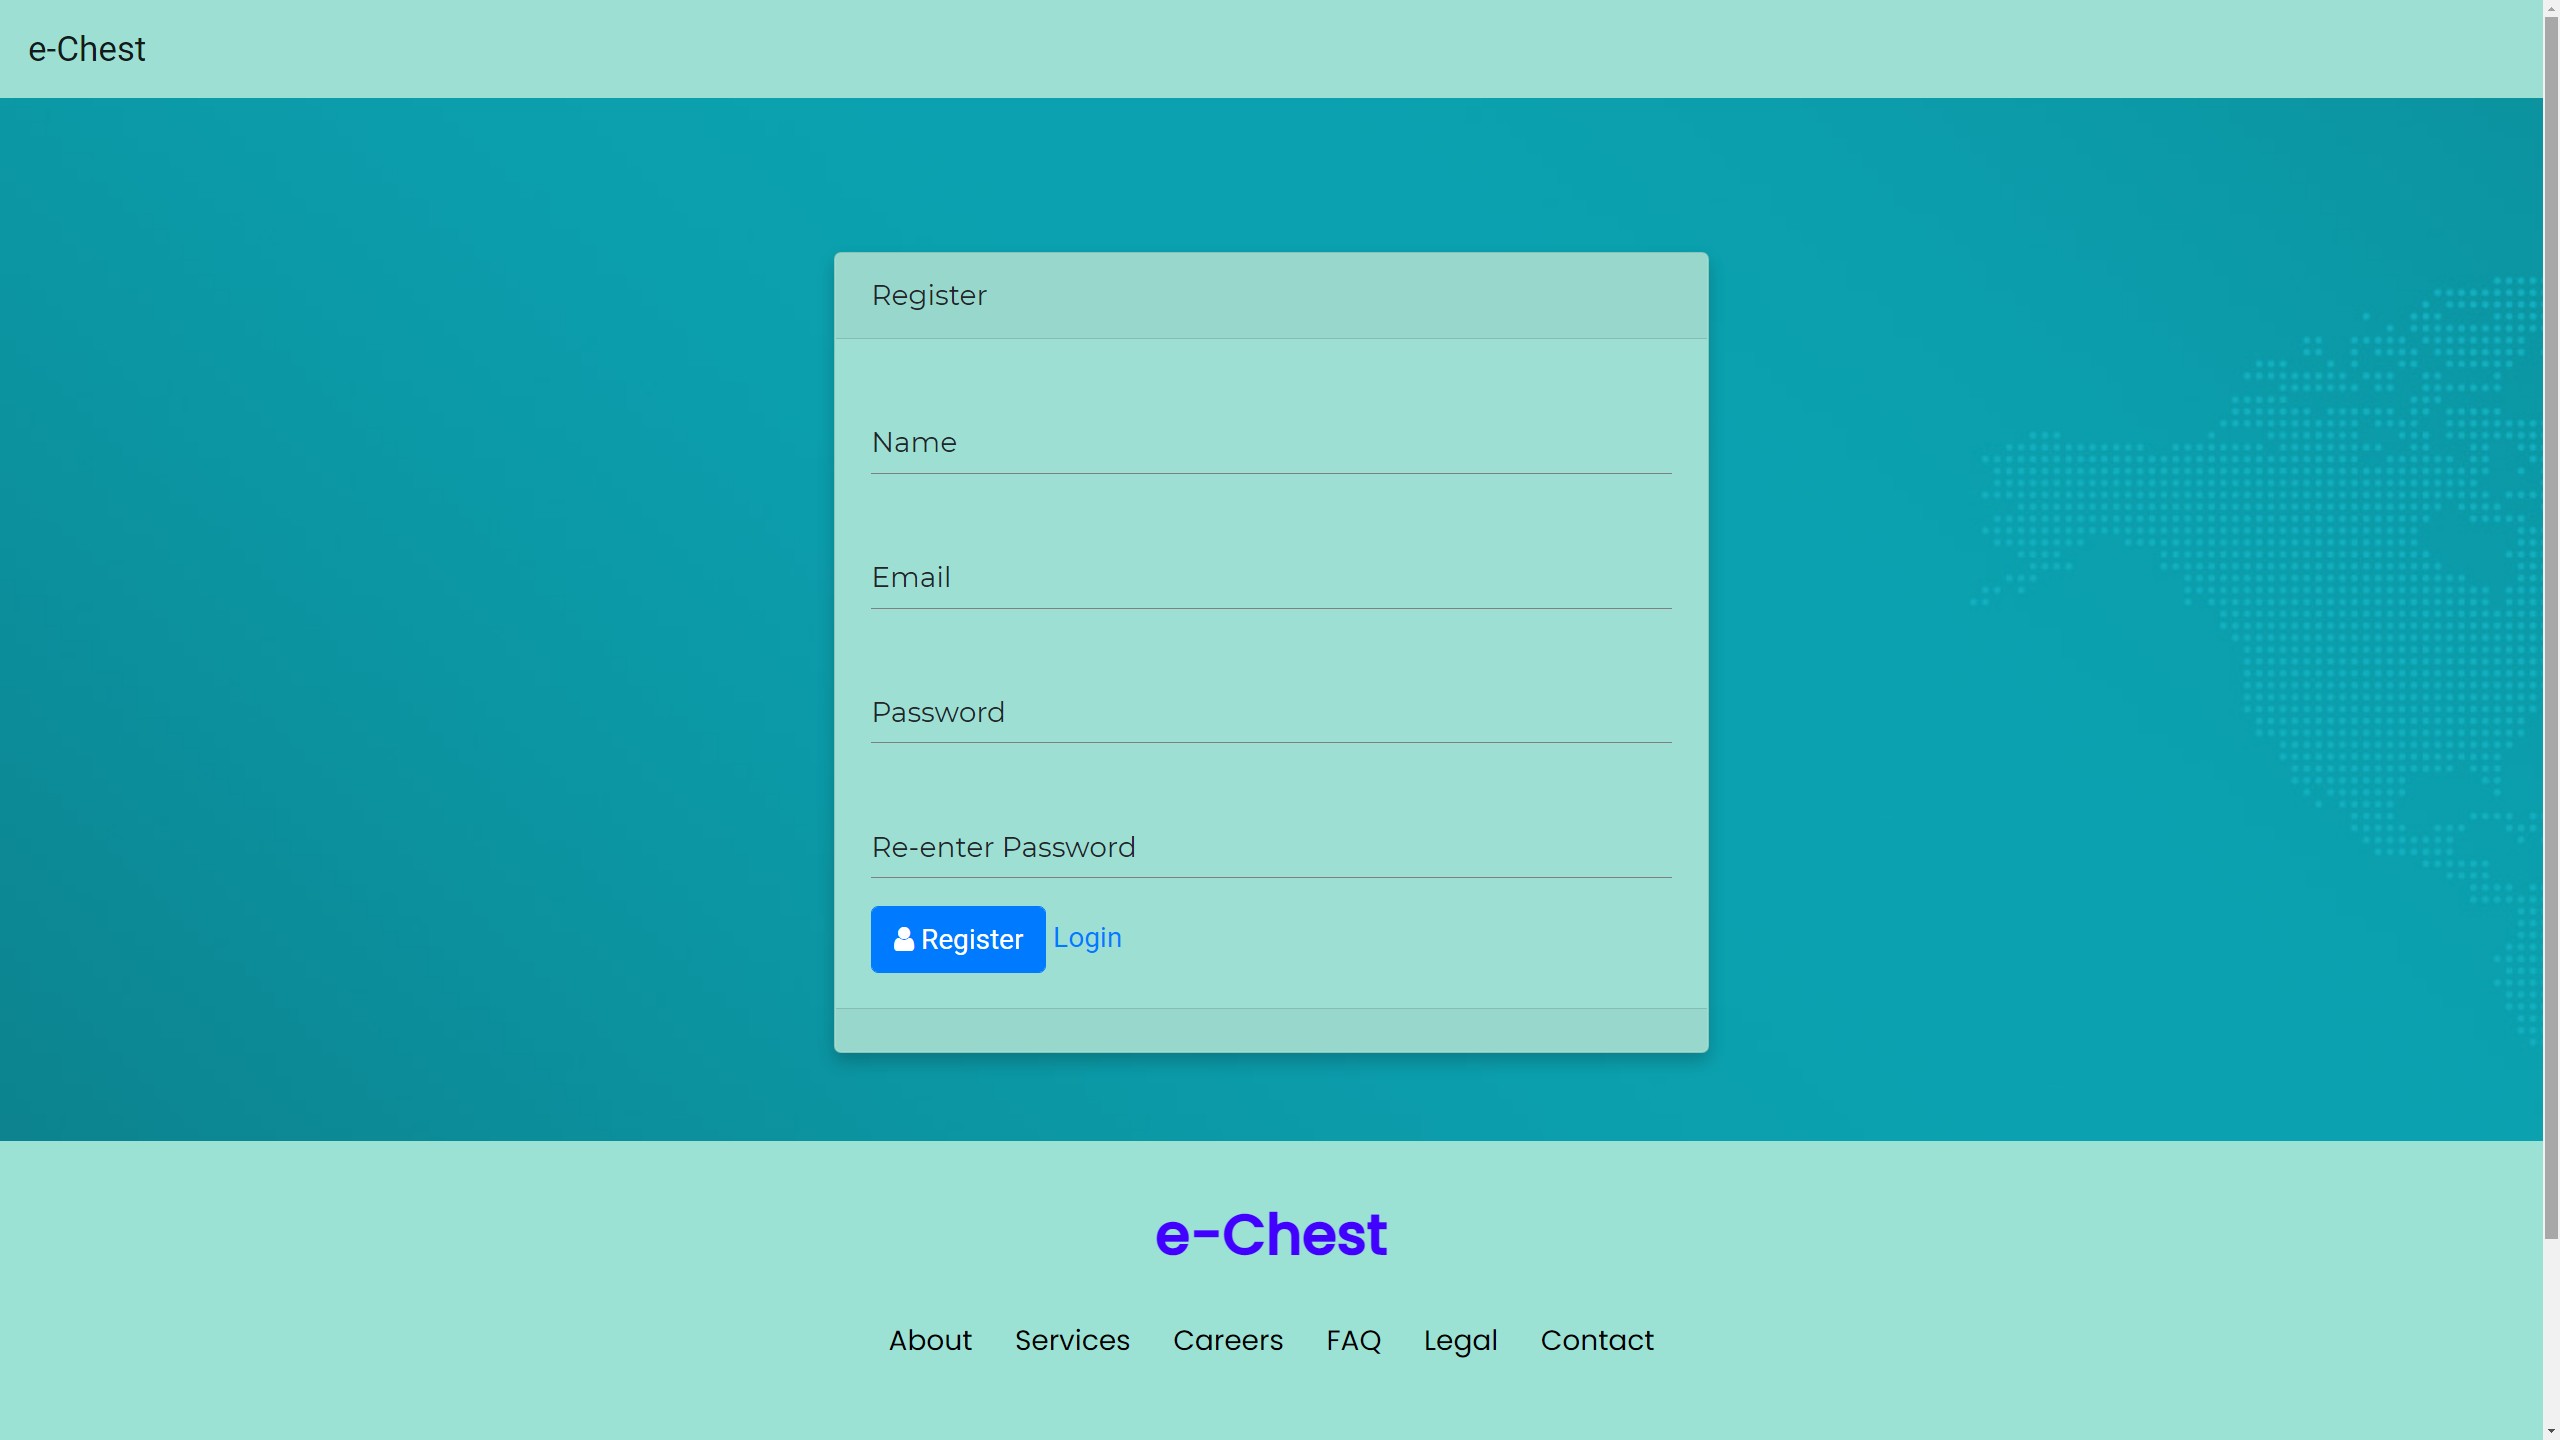 e-Chest
Register
Name
Email
Password
Re-enter Password
Register Login
e-Chest
About Services Careers FAQ Legal Contact